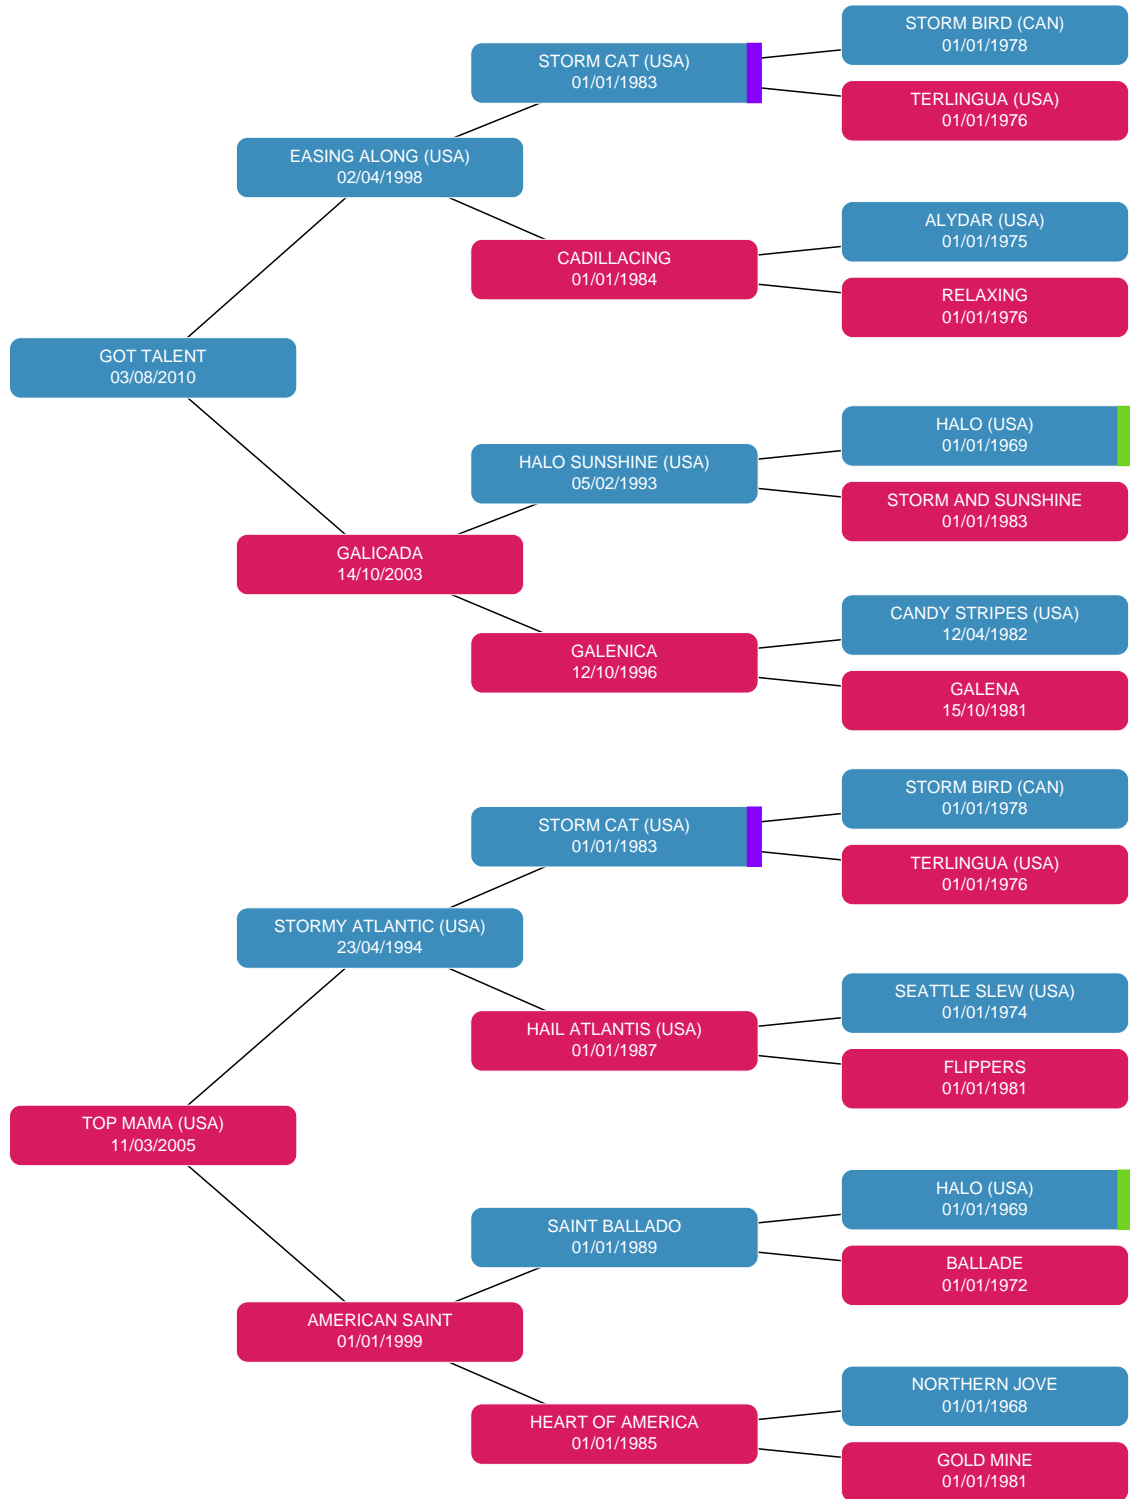 STORM BIRD (CAN)
01/01/1978
STORM CAT (USA)
01/01/1983
TERLINGUA (USA)
01/01/1976
EASING ALONG (USA)
02/04/1998
ALYDAR (USA)
01/01/1975
CADILLACING
01/01/1984
RELAXING
01/01/1976
GOT TALENT
03/08/2010
HALO (USA)
01/01/1969
HALO SUNSHINE (USA)
05/02/1993
STORM AND SUNSHINE
01/01/1983
GALICADA
14/10/2003
CANDY STRIPES (USA)
12/04/1982
GALENICA
12/10/1996
GALENA
15/10/1981
STORM BIRD (CAN)
01/01/1978
STORM CAT (USA)
01/01/1983
TERLINGUA (USA)
01/01/1976
STORMY ATLANTIC (USA)
23/04/1994
SEATTLE SLEW (USA)
01/01/1974
HAIL ATLANTIS (USA)
01/01/1987
FLIPPERS
01/01/1981
TOP MAMA (USA)
11/03/2005
HALO (USA)
01/01/1969
SAINT BALLADO
01/01/1989
BALLADE
01/01/1972
AMERICAN SAINT
01/01/1999
NORTHERN JOVE
01/01/1968
HEART OF AMERICA
01/01/1985
GOLD MINE
01/01/1981